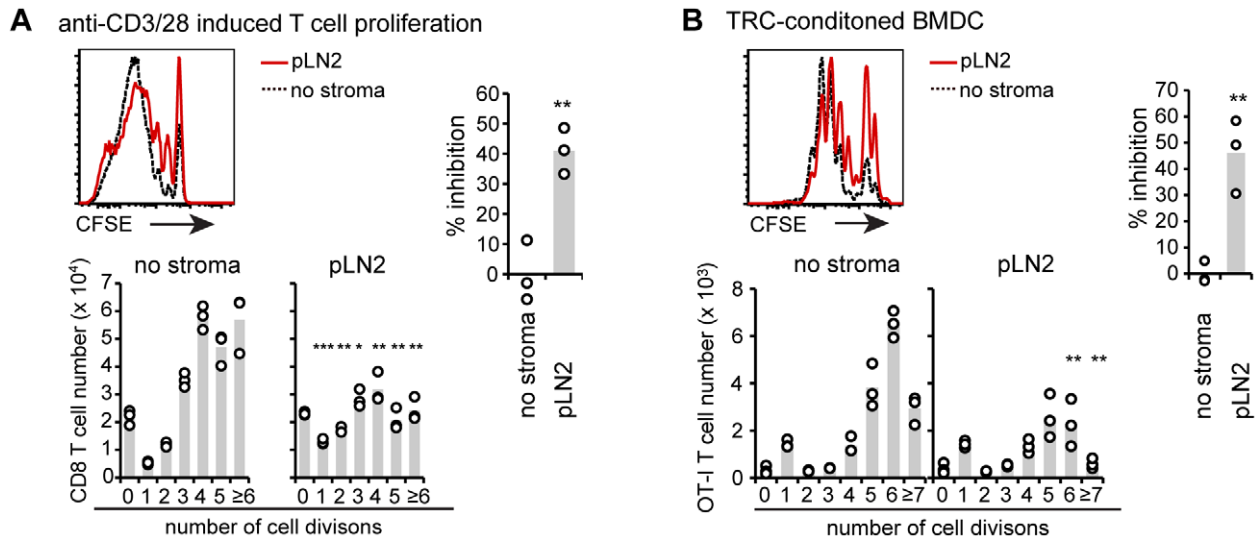 A anti-CD3/28 induced T cell proliferation
pLN2
no stroma
CFSE
% inhibition
60
50
40
30
20
10
0
**
no stroma
pLN2
no stroma
pLN2
CD8 T cell number (x 10⁴)
7
6
5
4
3
2
1
0
*** ** * ** ** **
0 1 2 3 4 5 ≥6
0 1 2 3 4 5 ≥6
number of cell divisons
B TRC-conditoned BMDC
pLN2
no stroma
CFSE
% inhibition
70
60
50
40
30
20
10
0
**
no stroma
pLN2
no stroma
pLN2
OT-I T cell number (x 10³)
8
6
4
2
0
** **
0 1 2 3 4 5 6 ≥7
0 1 2 3 4 5 6 ≥7
number of cell divisons